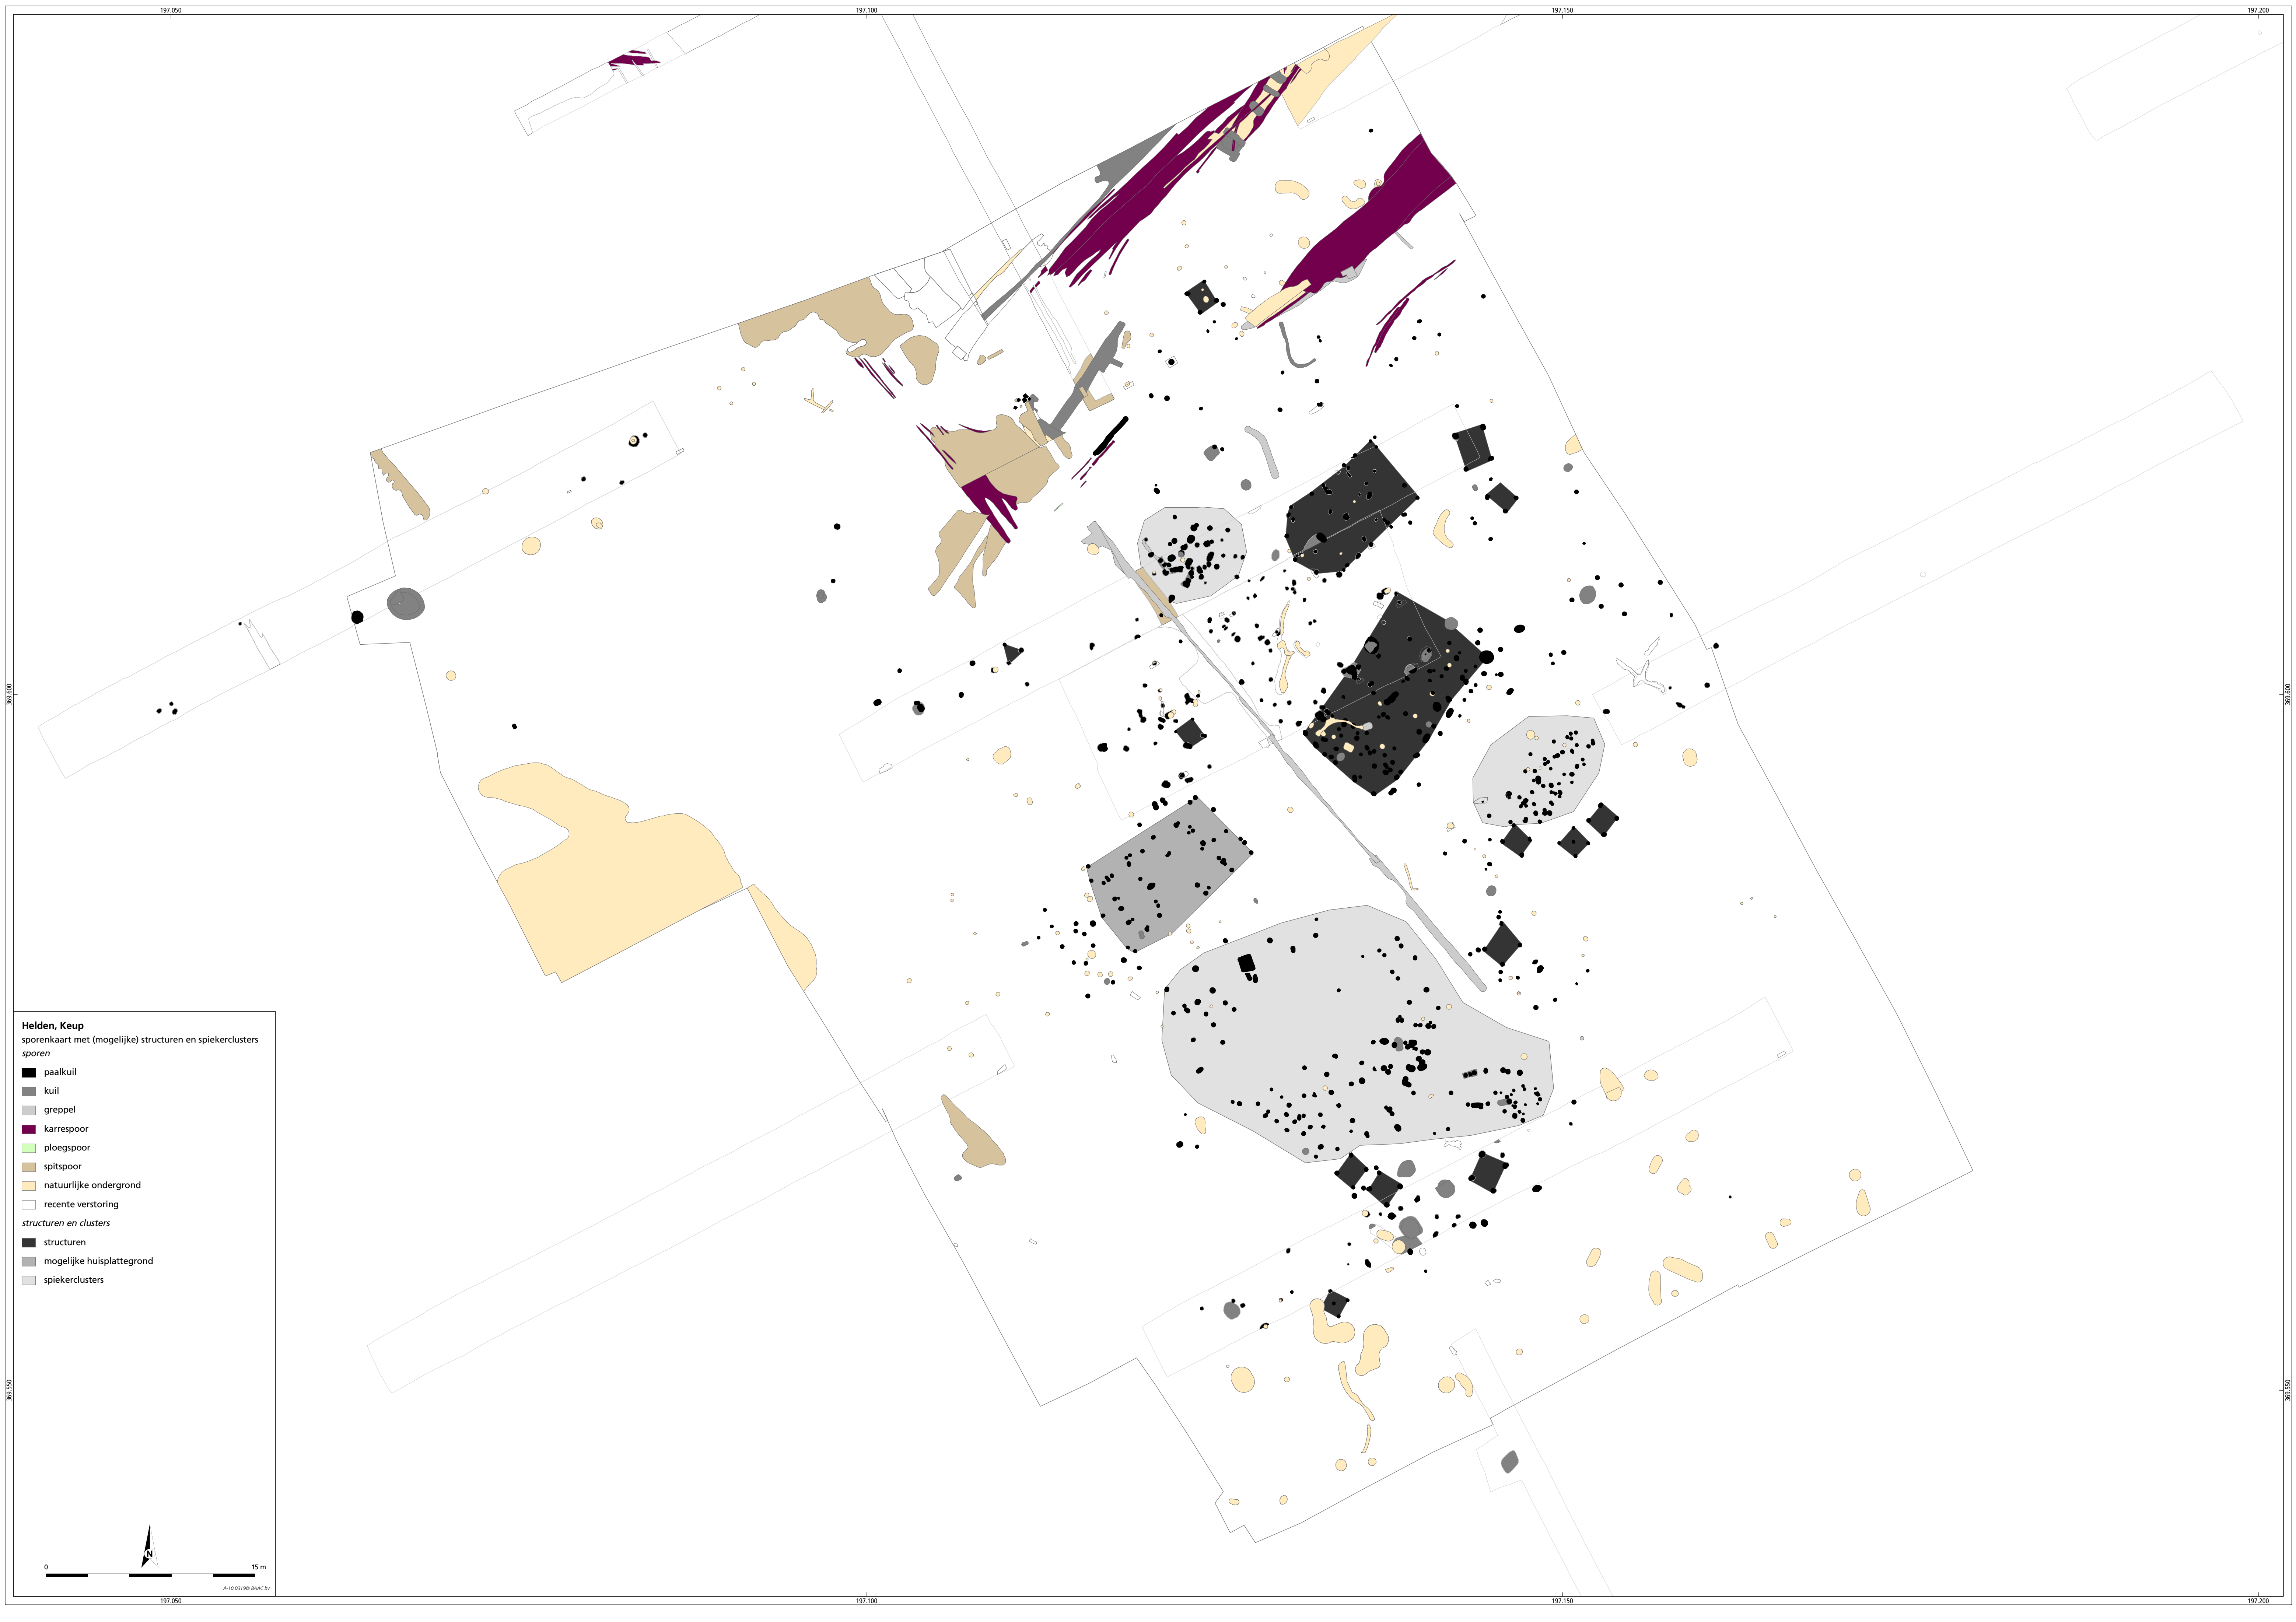 197.050
197.100
197.150
197.200
369.600
369.600
Helden, Keup
sporenkaart met (mogelijke) structuren en spiekerclusters
sporen
paalkuil
kuil
greppel
karrespoor
ploegspoor
spitspoor
natuurlijke ondergrond
recente verstoring
structuren en clusters
structuren
mogelijke huisplattegrond
spiekerclusters
369.550
369.550
N
0
15 m
A-10.0319© BAAC bv
197.050
197.100
197.150
197.200